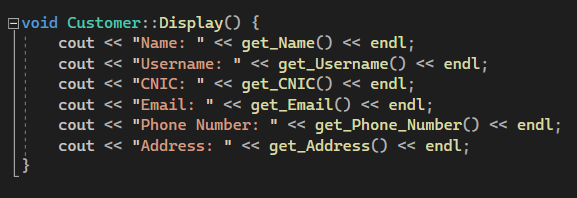 void Customer::Display() {
cout << "Name: " << get_Name() << endl;
cout << "Username: " << get_Username() << endl;
cout << "CNIC: " << get_CNIC() << endl;
cout << "Email: " << get_Email() << endl;
cout << "Phone Number: " << get_Phone_Number() << endl;
cout << "Address: " << get_Address() << endl;
}